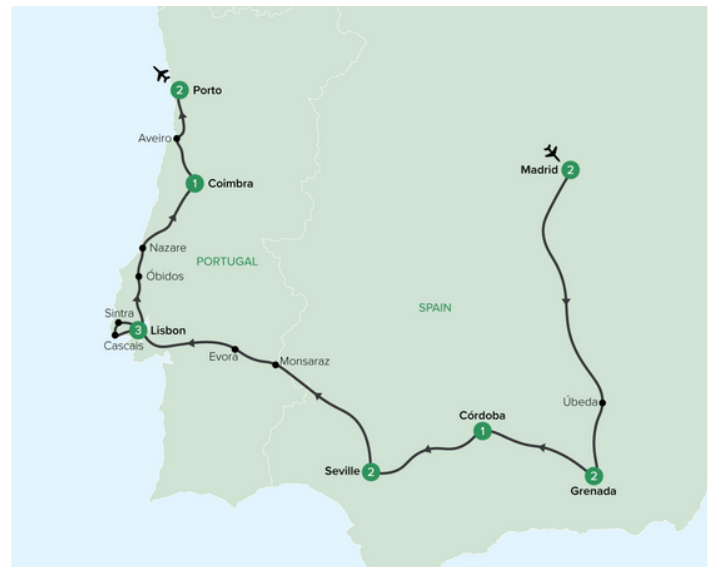 2 Porto
Aveiro
Madrid 2
1 Coimbra
Nazare
PORTUGAL
Óbidos
SPAIN
Sintra
3 Lisbon
Cascais
Evora
Monsaraz
Úbeda
Córdoba
1
Seville 2
2
Grenada